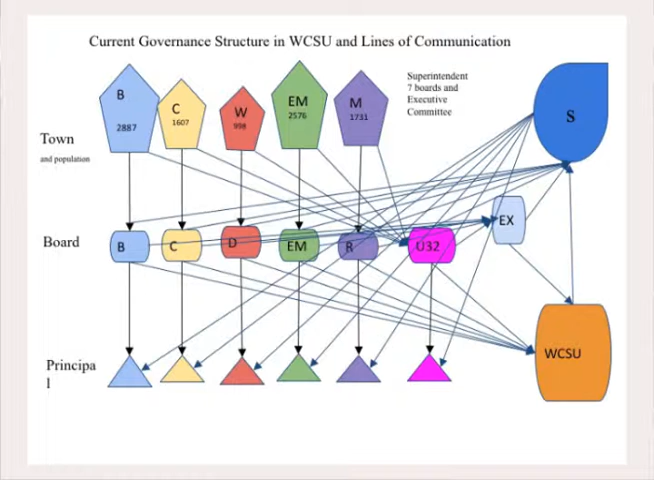 Current Governance Structure in WCSU and Lines of Communication
Superintendent
7 boards and
Executive
Committee
B
2887
C
1607
W
998
EM
2576
M
1731
S
Town
and population
EX
Board
B
C
D
EM
R
U32
WCSU
Principa
l